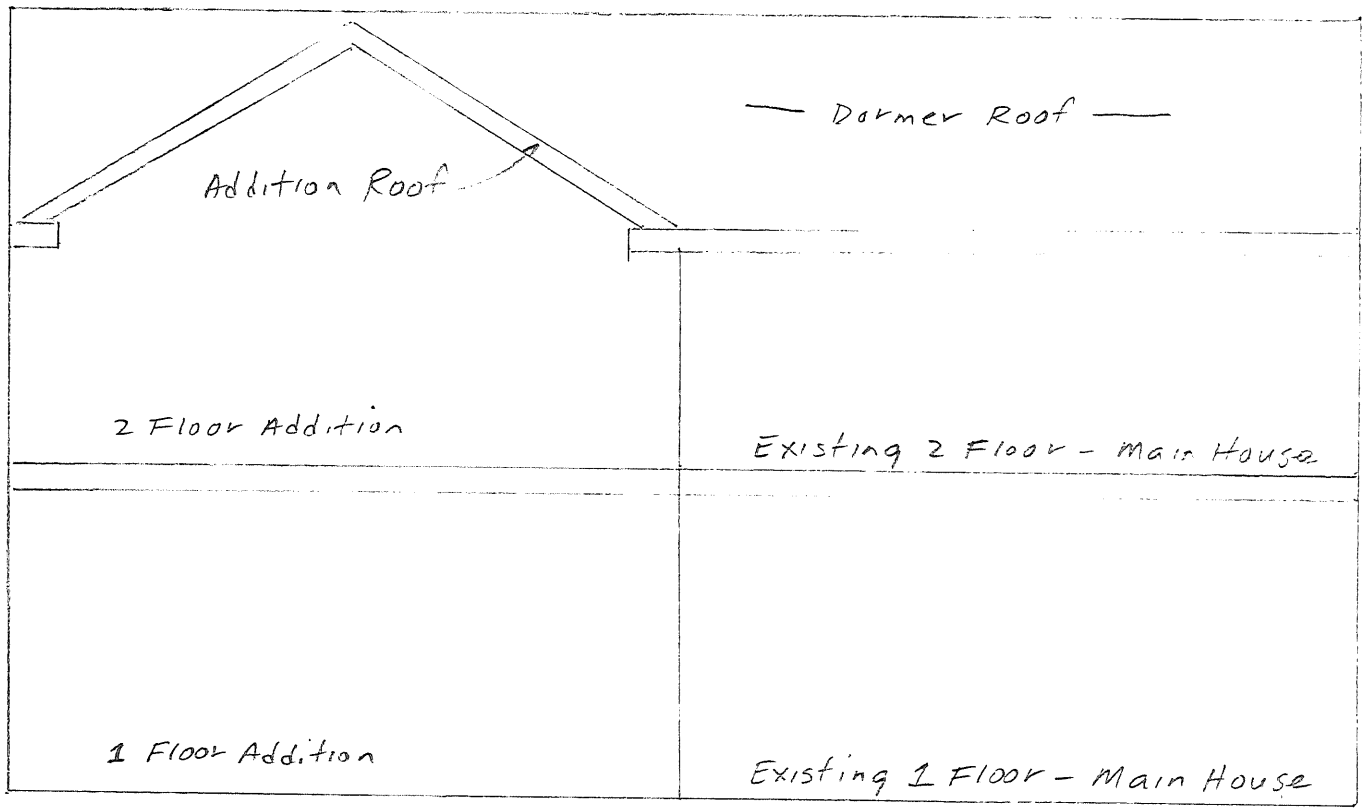 — Dormer Roof —
Addition Roof
2 Floor Addition
Existing 2 Floor - Main House
1 Floor Addition
Existing 1 Floor - Main House